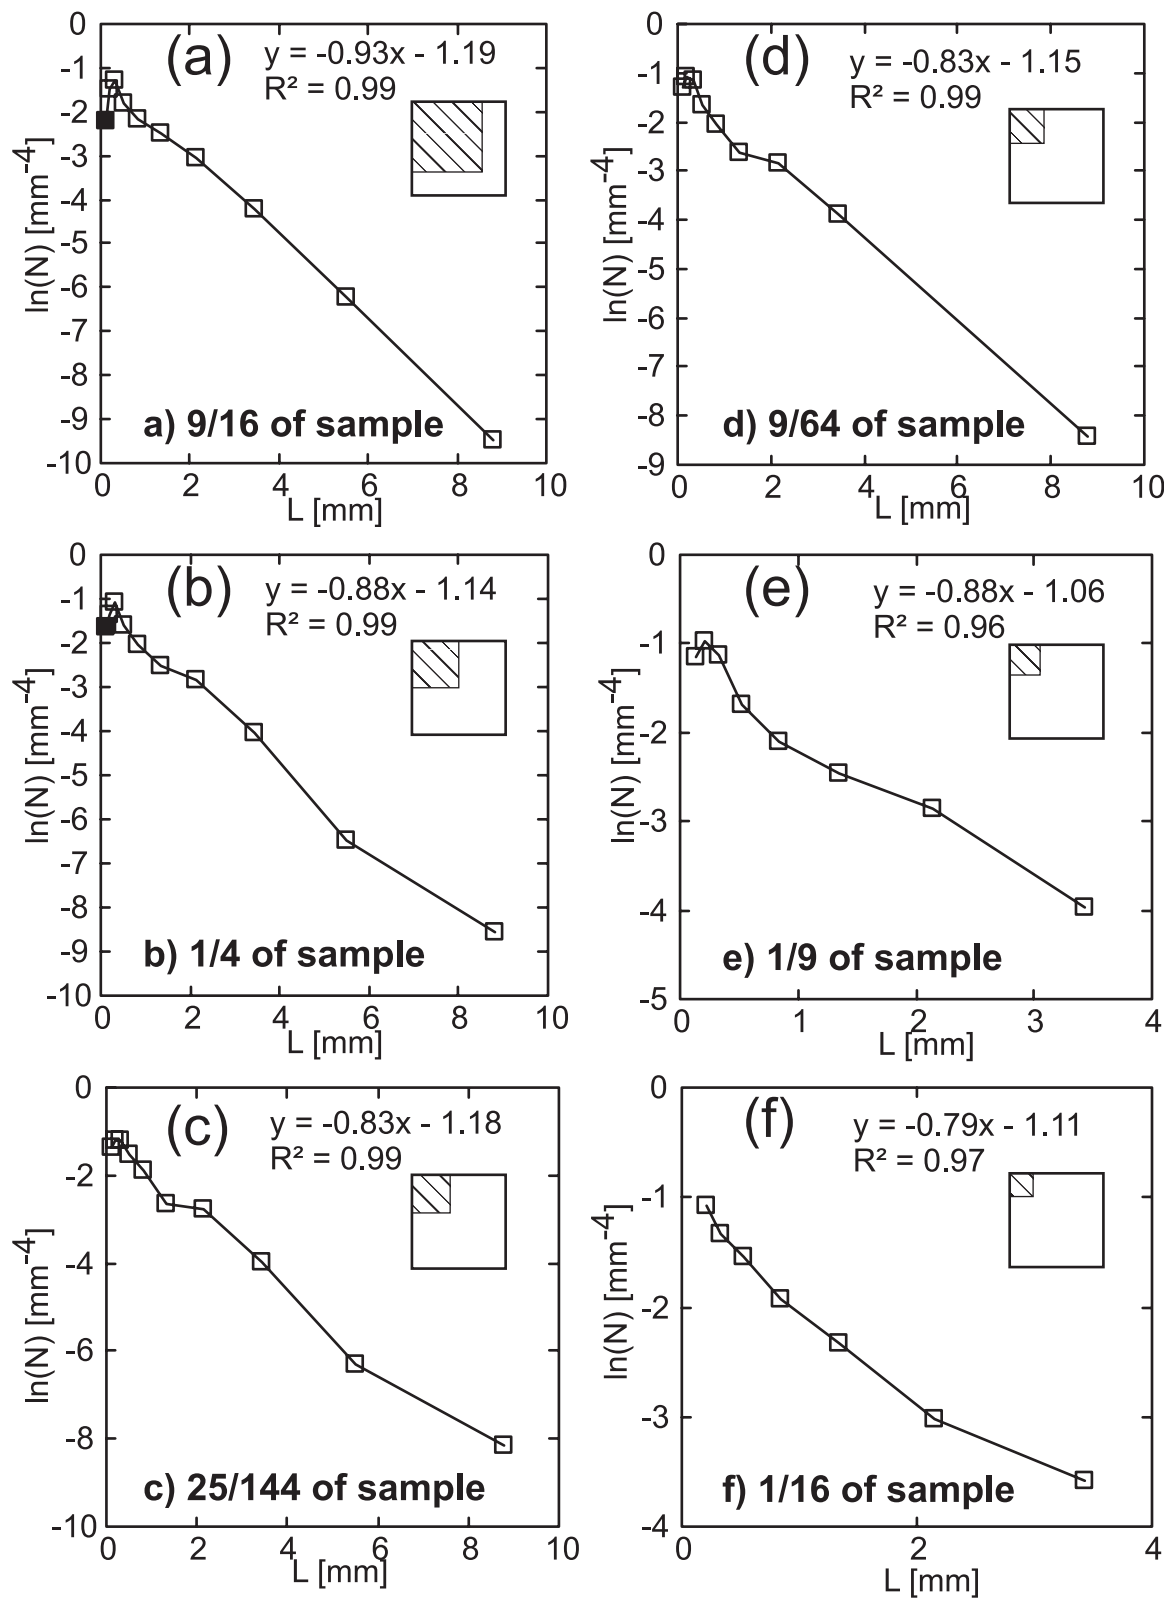 (a)
y = -0.93x - 1.19
R² = 0.99
ln(N) [mm⁻⁴]
0
-1
-2
-3
-4
-5
-6
-7
-8
-9
-10
a) 9/16 of sample
0 2 4 6 8 10
L [mm]
(d)
y = -0.83x - 1.15
R² = 0.99
ln(N) [mm⁻⁴]
0
-1
-2
-3
-4
-5
-6
-7
-8
-9
d) 9/64 of sample
0 2 4 6 8 10
L [mm]
(b)
y = -0.88x - 1.14
R² = 0.99
ln(N) [mm⁻⁴]
0
-1
-2
-3
-4
-5
-6
-7
-8
-9
-10
b) 1/4 of sample
0 2 4 6 8 10
L [mm]
(e)
y = -0.88x - 1.06
R² = 0.96
ln(N) [mm⁻⁴]
0
-1
-2
-3
-4
-5
e) 1/9 of sample
0 1 2 3 4
L [mm]
(c)
y = -0.83x - 1.18
R² = 0.99
ln(N) [mm⁻⁴]
0
-2
-4
-6
-8
-10
c) 25/144 of sample
0 2 4 6 8 10
L [mm]
(f)
y = -0.79x - 1.11
R² = 0.97
ln(N) [mm⁻⁴]
0
-1
-2
-3
-4
f) 1/16 of sample
0 2 4
L [mm]